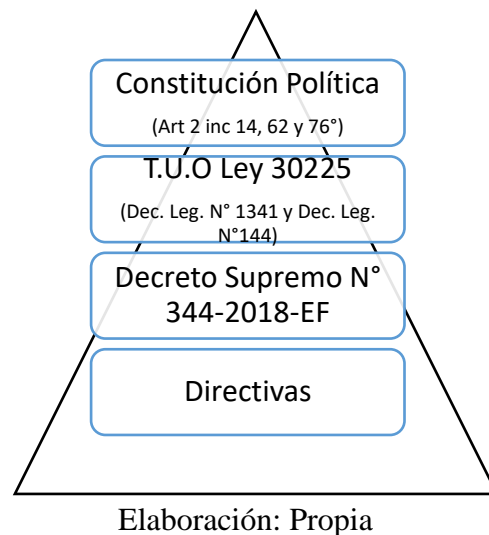 Constitución Política
(Art 2 inc 14, 62 y 76°)
T.U.O Ley 30225
(Dec. Leg. N° 1341 y Dec. Leg.
N°144)
Decreto Supremo N°
344-2018-EF
Directivas
Elaboración: Propia